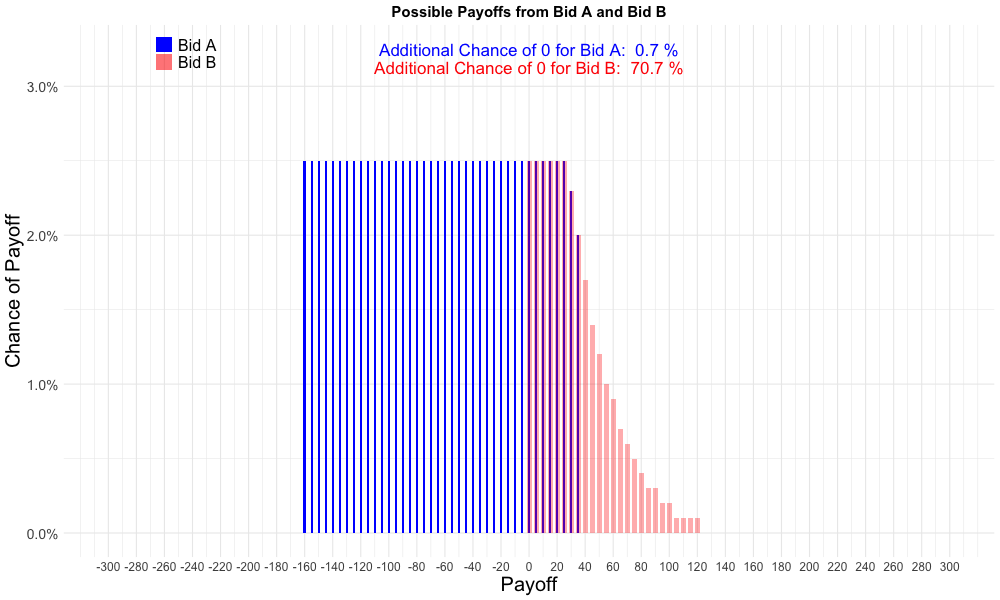 Possible Payoffs from Bid A and Bid B
Bid A
Bid B
Additional Chance of 0 for Bid A:  0.7 %
Additional Chance of 0 for Bid B:  70.7 %
3.0%
2.0%
1.0%
0.0%
Chance of Payoff
-300 -280 -260 -240 -220 -200 -180 -160 -140 -120 -100 -80 -60 -40 -20 0 20 40 60 80 100 120 140 160 180 200 220 240 260 280 300
Payoff